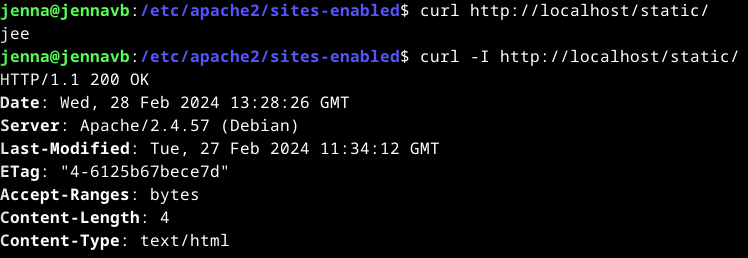 jenna@jennavb:/etc/apache2/sites-enabled$ curl http://localhost/static/
jee
jenna@jennavb:/etc/apache2/sites-enabled$ curl -I http://localhost/static/
HTTP/1.1 200 OK
Date: Wed, 28 Feb 2024 13:28:26 GMT
Server: Apache/2.4.57 (Debian)
Last-Modified: Tue, 27 Feb 2024 11:34:12 GMT
ETag: "4-6125b67bece7d"
Accept-Ranges: bytes
Content-Length: 4
Content-Type: text/html